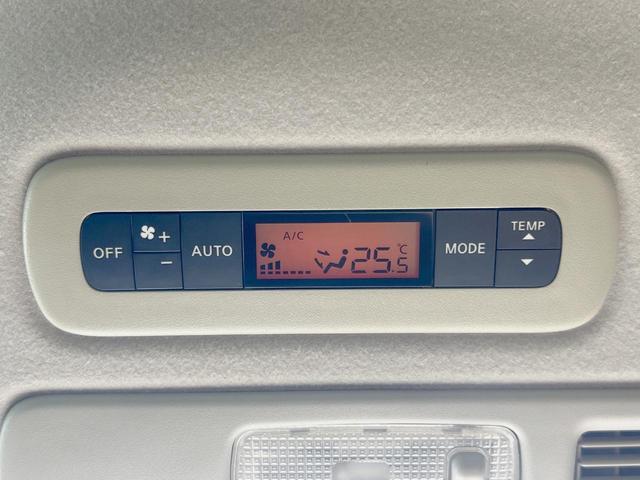 OFF
+
−
AUTO
A/C
25.5 °C
MODE
TEMP